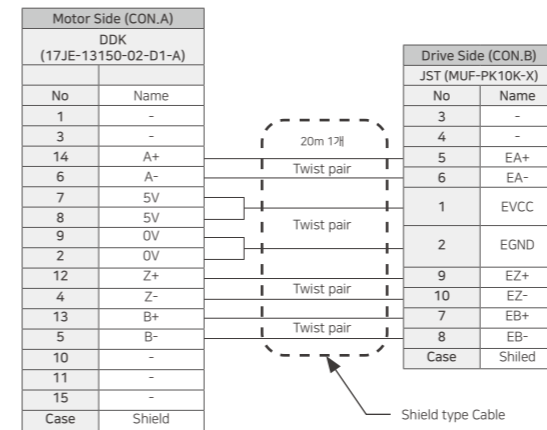 Motor Side (CON.A)
DDK
(17JE-13150-02-D1-A)
No Name
1 -
3 -
14 A+
6 A-
7 5V
8 5V
9 0V
2 0V
12 Z+
4 Z-
13 B+
5 B-
10 -
11 -
15 -
Case Shield
20m 1개
Twist pair
Twist pair
Twist pair
Twist pair
Drive Side (CON.B)
JST (MUF-PK10K-X)
No Name
3 -
4 -
5 EA+
6 EA-
1 EVCC
2 EGND
9 EZ+
10 EZ-
7 EB+
8 EB-
Case Shiled
Shield type Cable